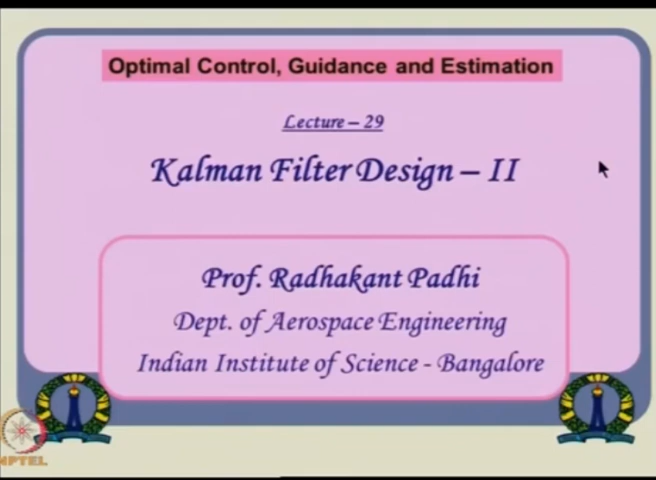 Optimal Control, Guidance and Estimation
Lecture – 29
Kalman Filter Design – II
Prof. Radhakant Padhi
Dept. of Aerospace Engineering
Indian Institute of Science - Bangalore
NPTEL